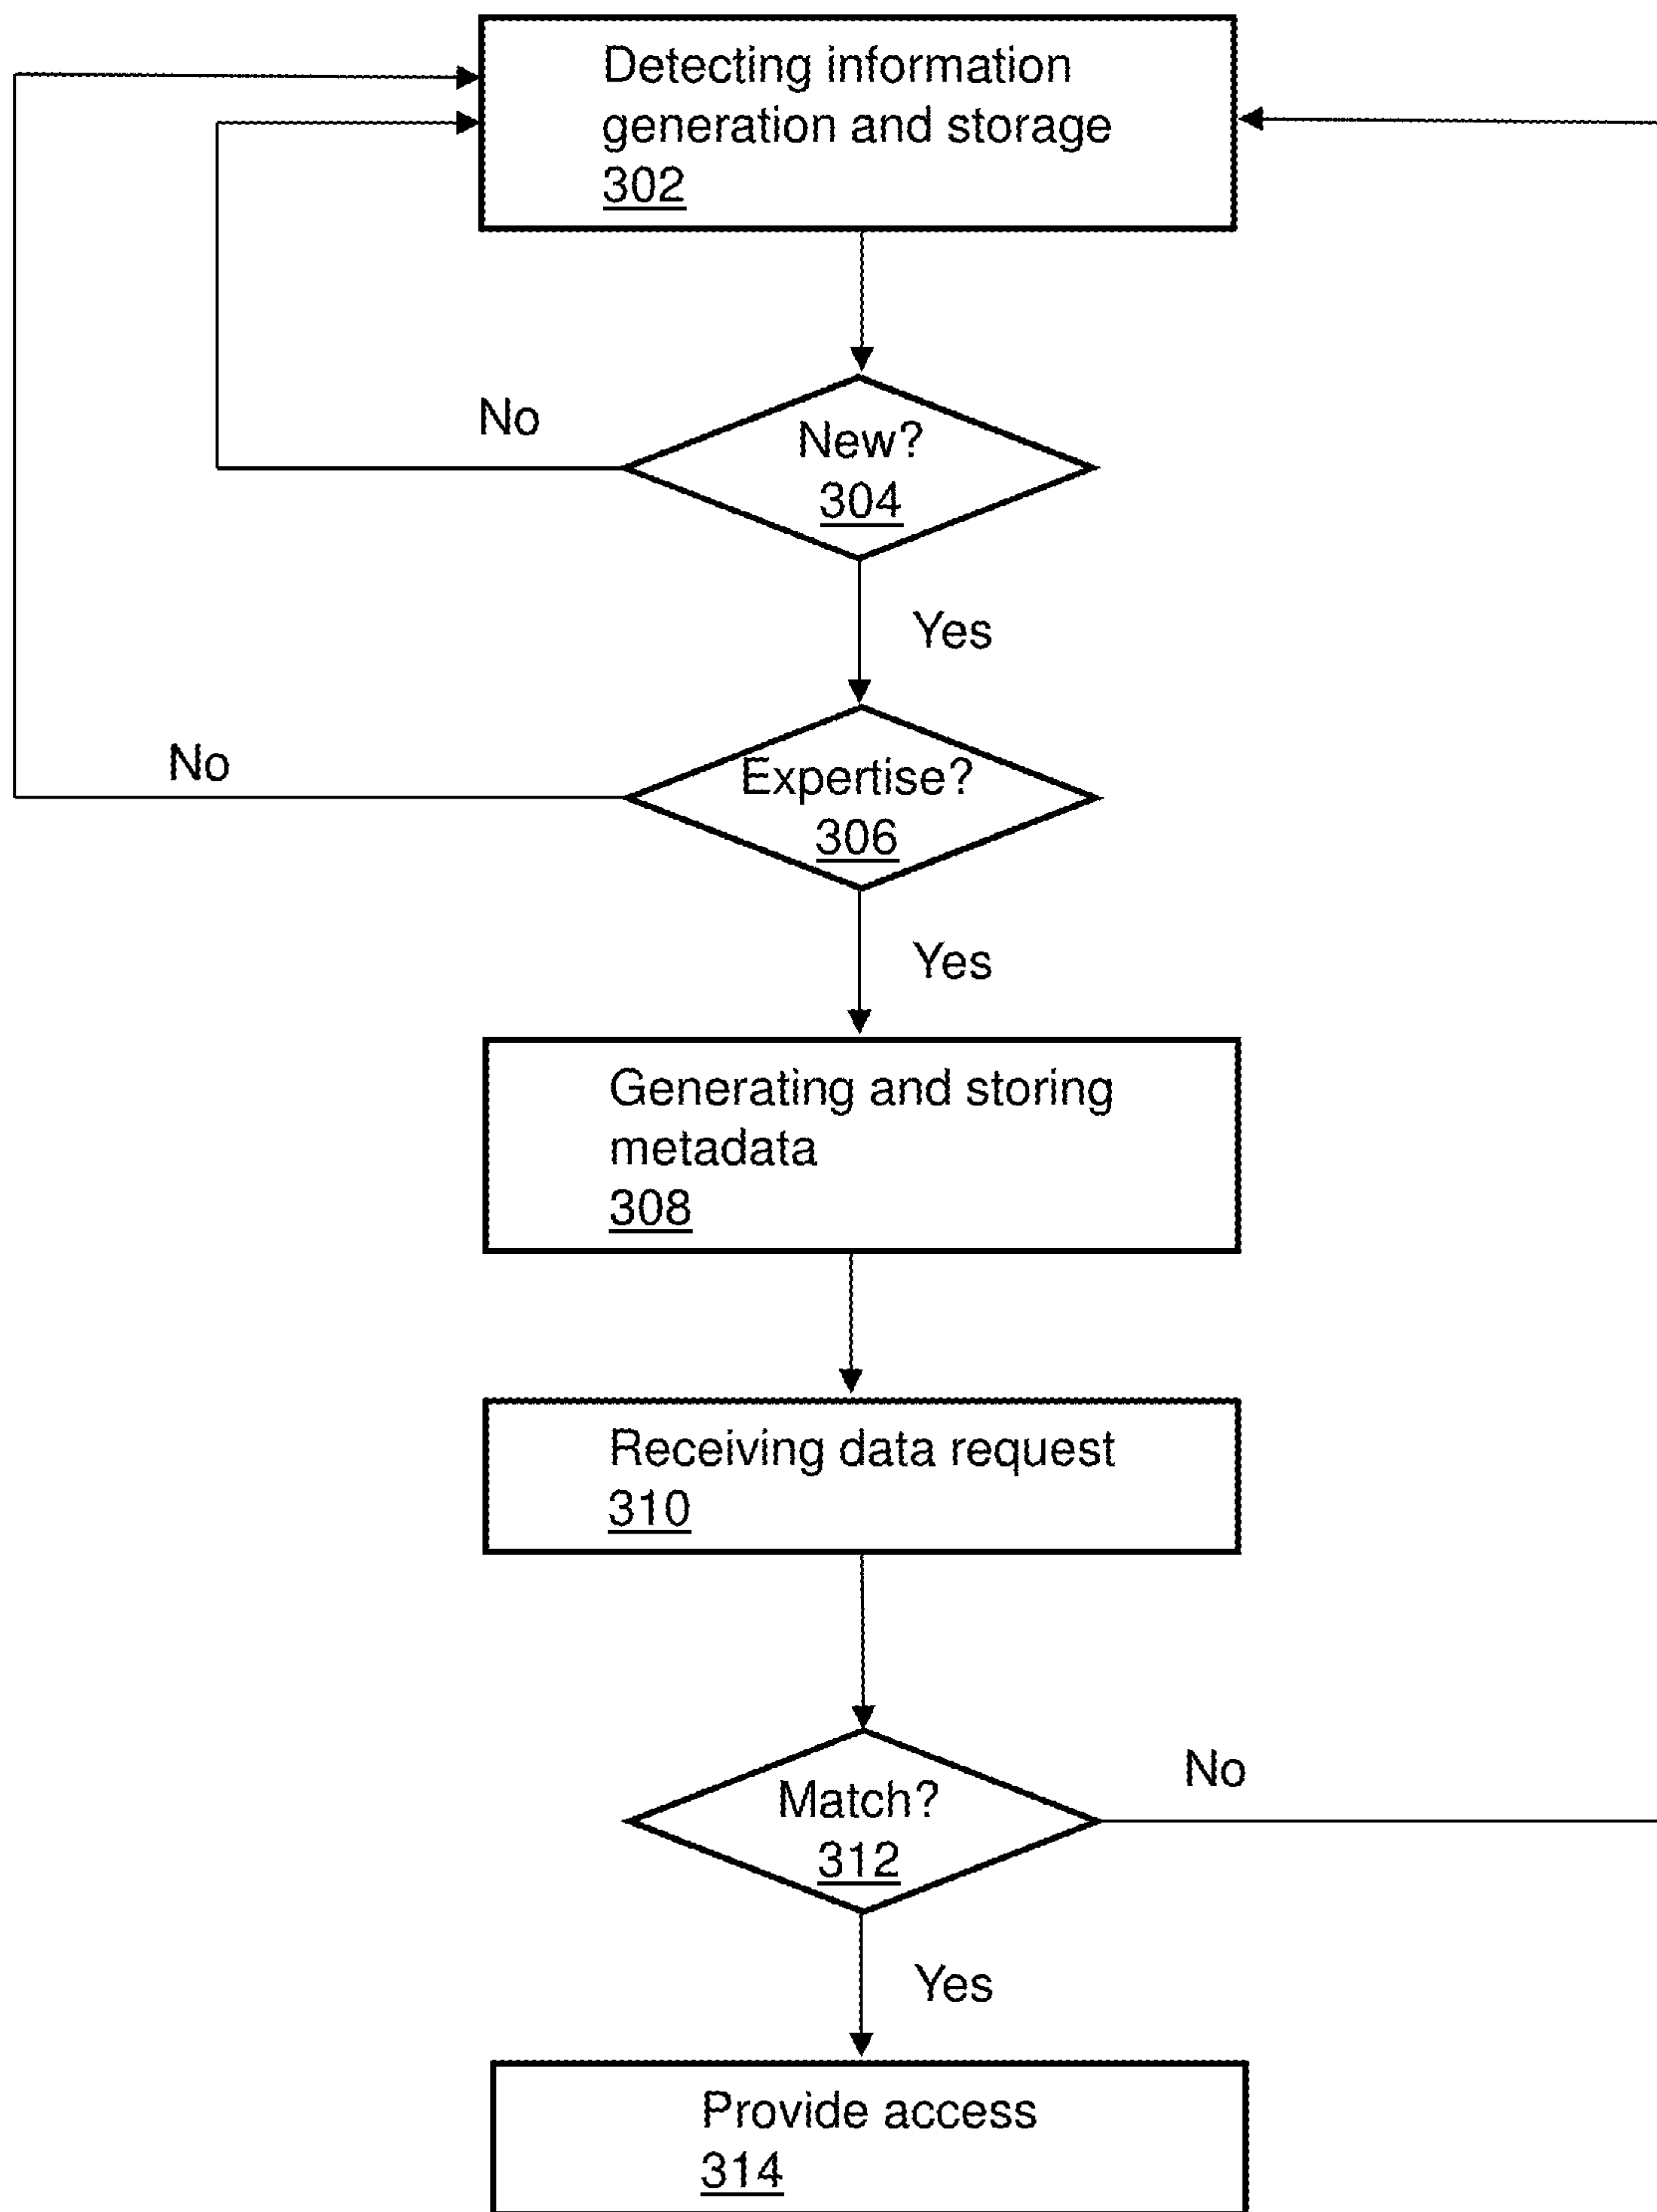 Detecting information
generation and storage
302
No
New?
304
Yes
No
Expertise?
306
Yes
Generating and storing
metadata
308
Receiving data request
310
No
Match?
312
Yes
Provide access
314